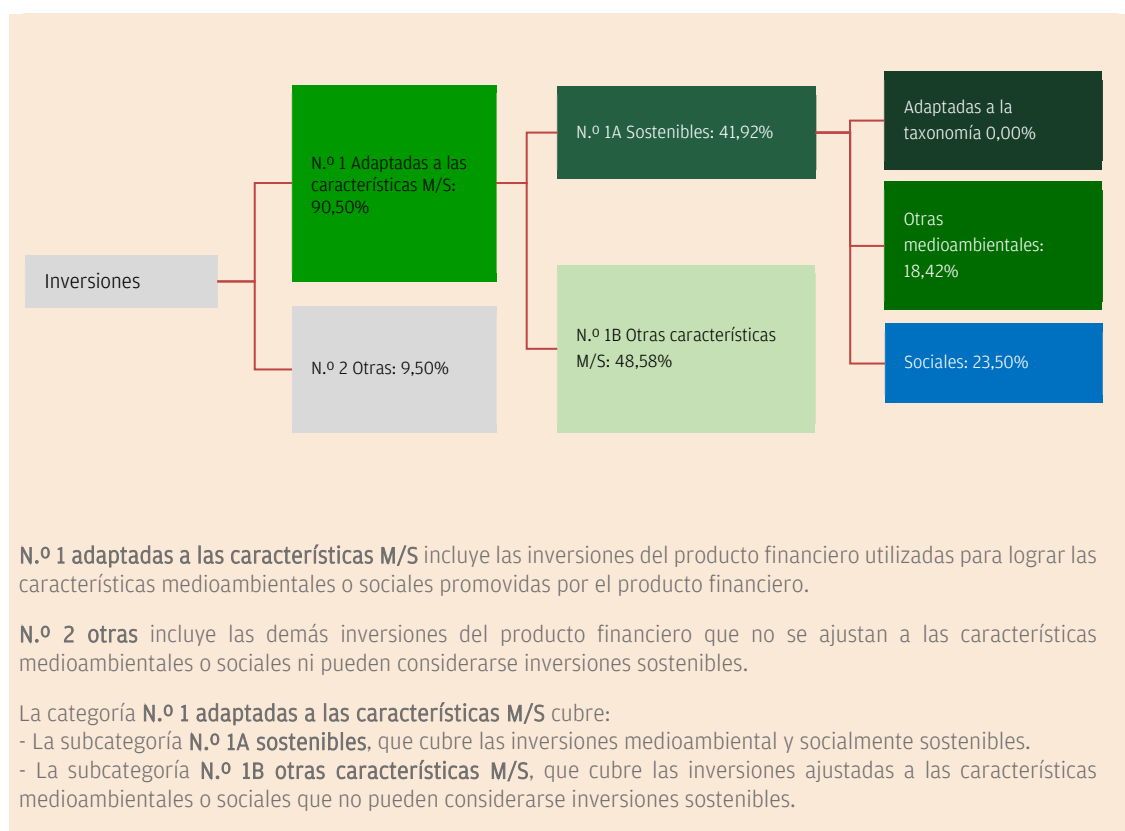 Inversiones
N.º 1 Adaptadas a las
características M/S:
90,50%
N.º 2 Otras: 9,50%
N.º 1A Sostenibles: 41,92%
N.º 1B Otras características
M/S: 48,58%
Adaptadas a la
taxonomía 0,00%
Otras
medioambientales:
18,42%
Sociales: 23,50%
N.º 1 adaptadas a las características M/S incluye las inversiones del producto financiero utilizadas para lograr las
características medioambientales o sociales promovidas por el producto financiero.
N.º 2 otras incluye las demás inversiones del producto financiero que no se ajustan a las características
medioambientales o sociales ni pueden considerarse inversiones sostenibles.
La categoría N.º 1 adaptadas a las características M/S cubre:
- La subcategoría N.º 1A sostenibles, que cubre las inversiones medioambiental y socialmente sostenibles.
- La subcategoría N.º 1B otras características M/S, que cubre las inversiones ajustadas a las características
medioambientales o sociales que no pueden considerarse inversiones sostenibles.